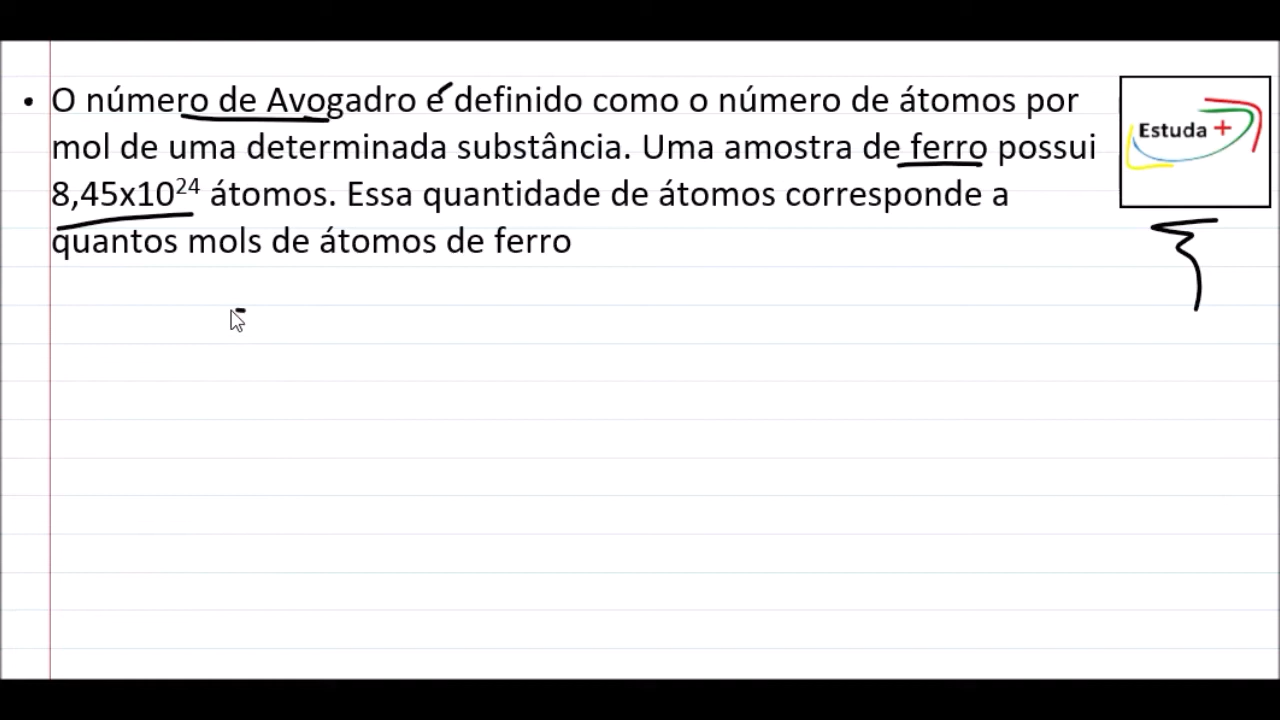 • O número de Avogadro é definido como o número de átomos por
mol de uma determinada substância. Uma amostra de ferro possui
8,45x10²⁴ átomos. Essa quantidade de átomos corresponde a
quantos mols de átomos de ferro
Estuda +